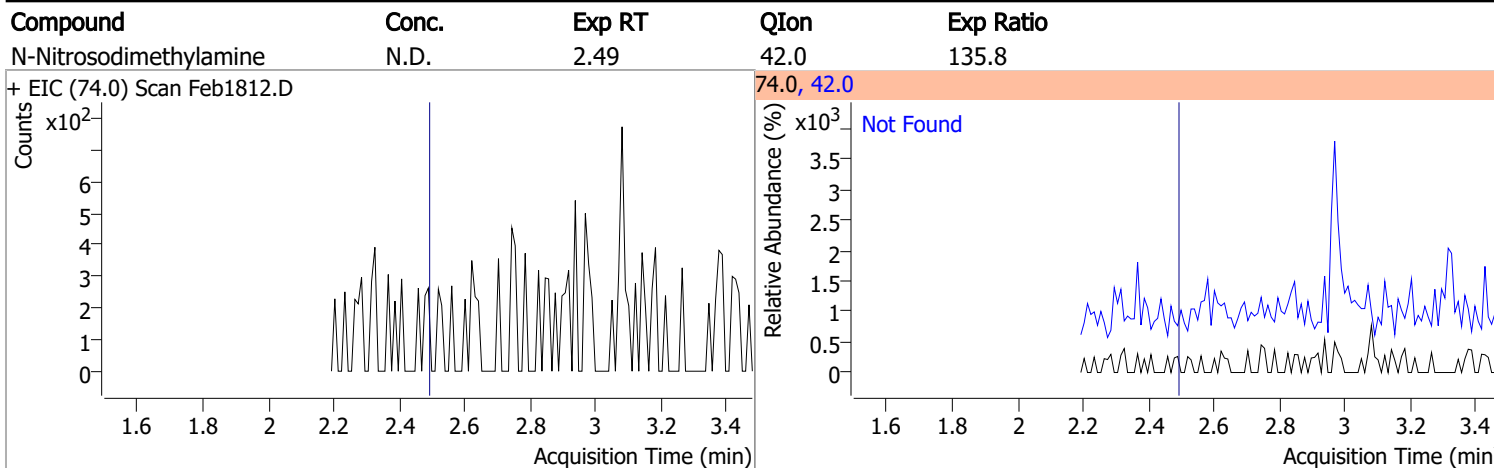 Compound Conc. Exp RT QIon Exp Ratio
N-Nitrosodimethylamine N.D. 2.49 42.0 135.8
+ EIC (74.0) Scan Feb1812.D
Counts
x10²
6
5
4
3
2
1
0
1.6 1.8 2 2.2 2.4 2.6 2.8 3 3.2 3.4
Acquisition Time (min)
74.0, 42.0
Relative Abundance (%)
x10³
Not Found
3.5
3
2.5
2
1.5
1
0.5
0
1.6 1.8 2 2.2 2.4 2.6 2.8 3 3.2 3.4
Acquisition Time (min)